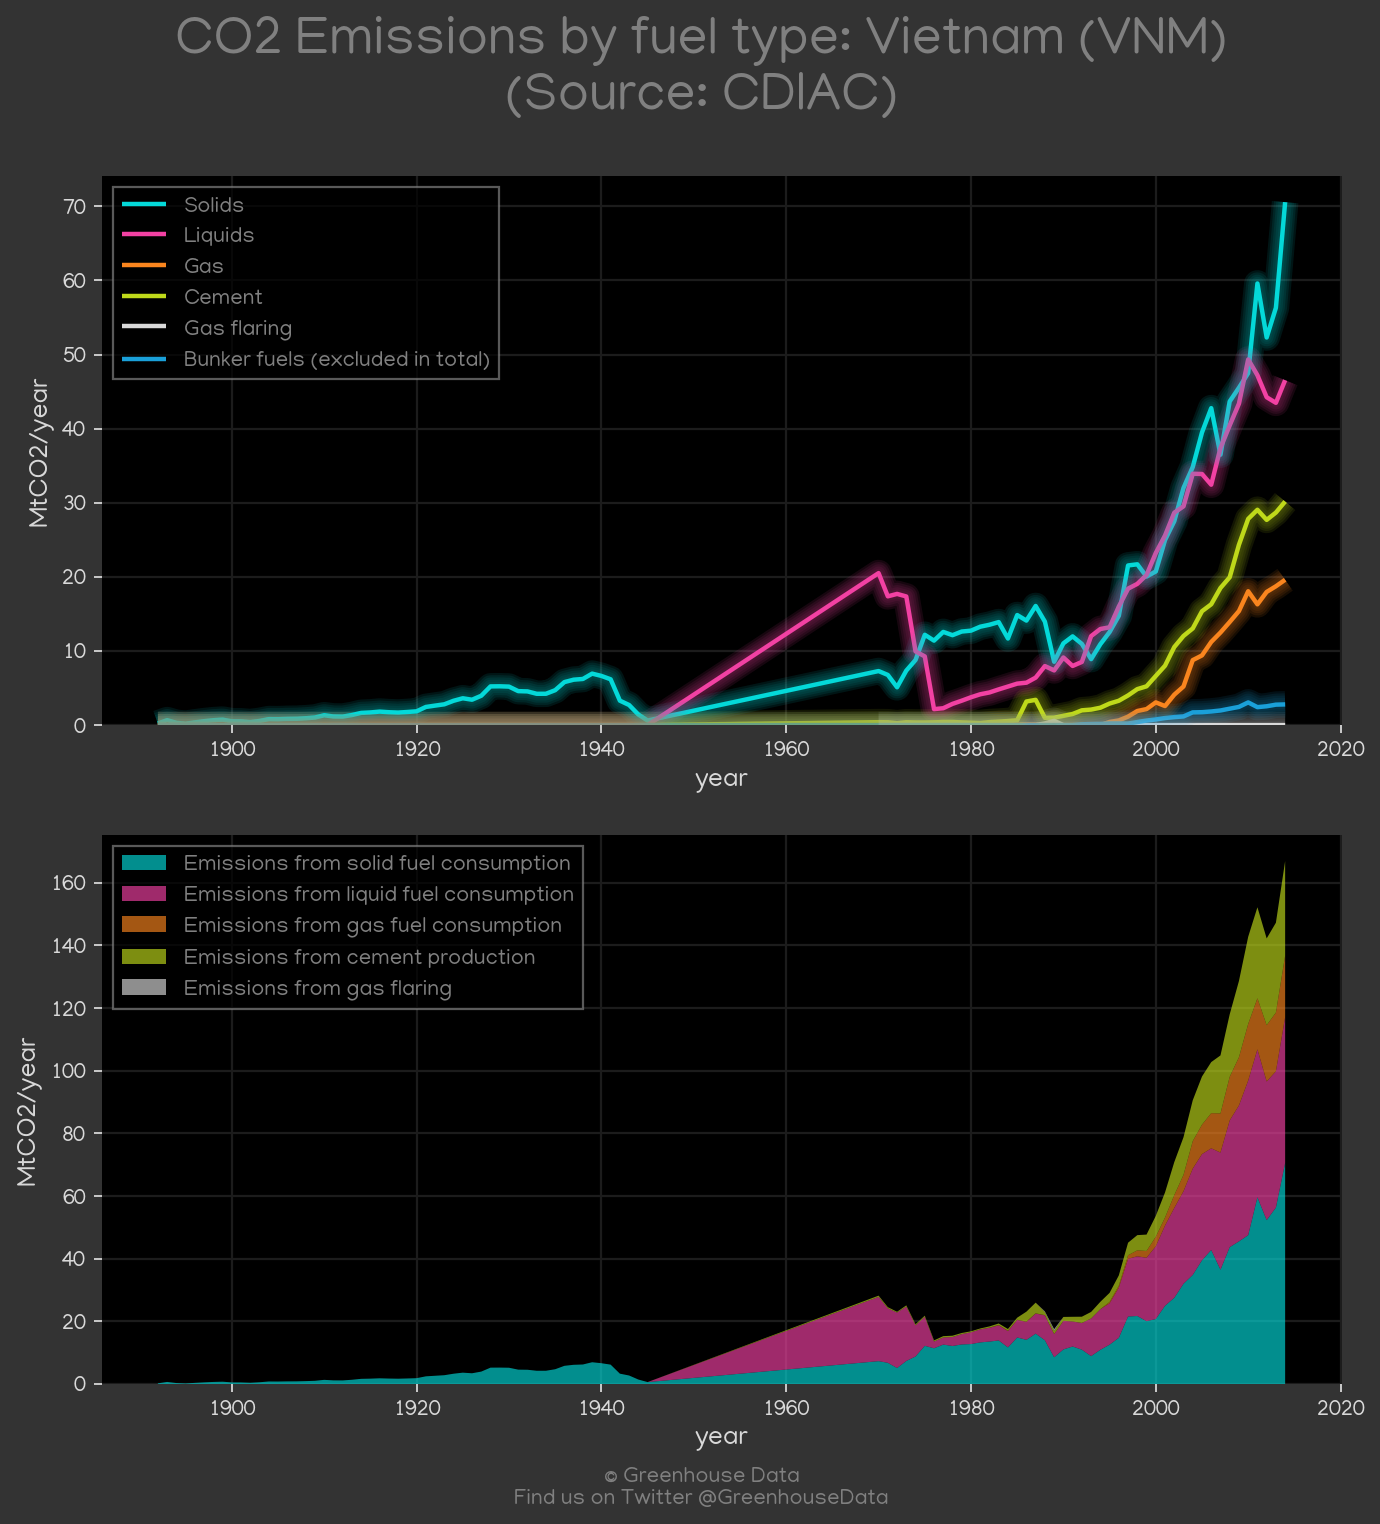 CO2 Emissions by fuel type: Vietnam (VNM)
(Source: CDIAC)
70
60
50
40
30
20
10
0
MtCO2/year
Solids
Liquids
Gas
Cement
Gas flaring
Bunker fuels (excluded in total)
1900 1920 1940 1960 1980 2000 2020
year
160
140
120
100
80
60
40
20
0
MtCO2/year
Emissions from solid fuel consumption
Emissions from liquid fuel consumption
Emissions from gas fuel consumption
Emissions from cement production
Emissions from gas flaring
1900 1920 1940 1960 1980 2000 2020
year
© Greenhouse Data
Find us on Twitter @GreenhouseData